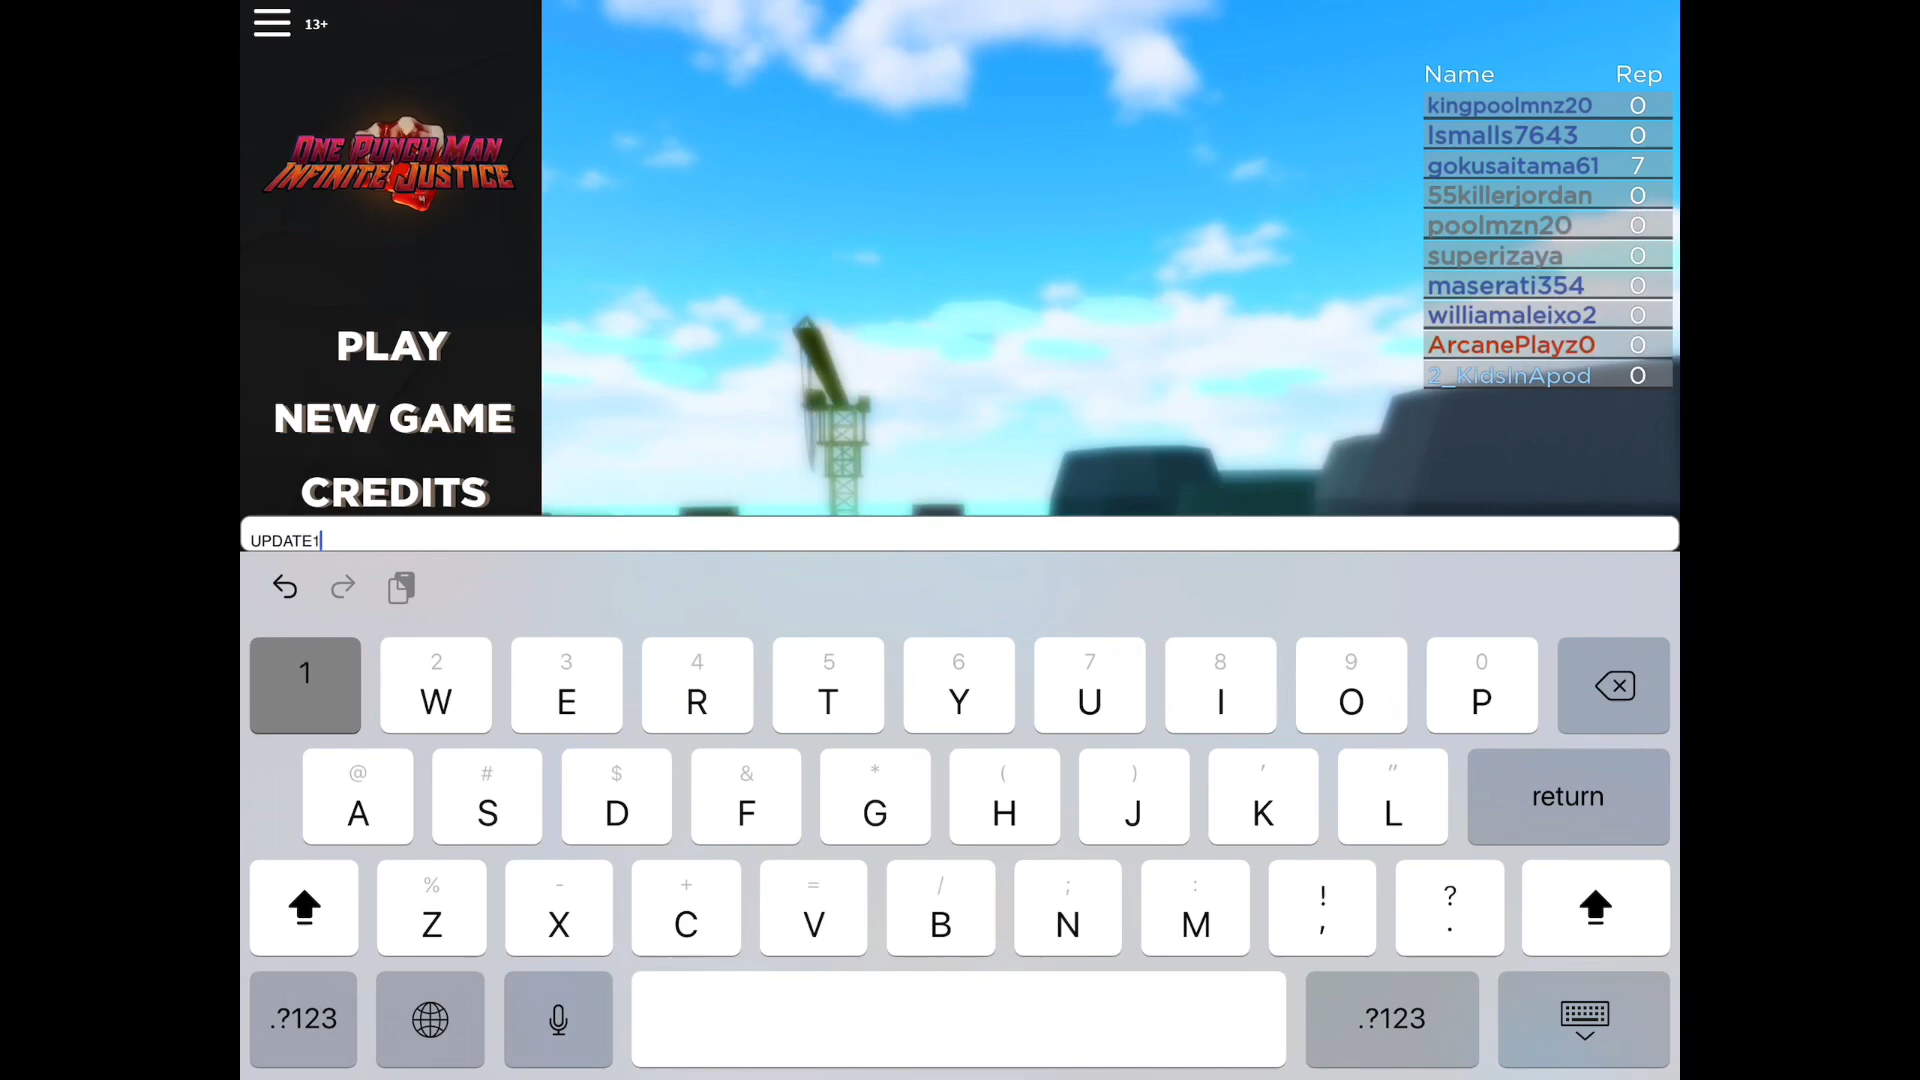 13+
ONE PUNCH MAN
INFINITE JUSTICE
PLAY
NEW GAME
CREDITS
Name Rep
kingpoolmnz20 0
lsmalls7643 0
gokusaitama61 7
55killerjordan 0
poolmzn20 0
superizaya 0
maserati354 0
williamaleixo2 0
ArcanePlayz0 0
2_KidsInApod 0
UPDATE1
1 2 3 4 5 6 7 8 9 0
W E R T Y U I O P
@ # $ & * ( ) ' "
A S D F G H J K L return
% - + = / ; : ! ?
Z X C V B N M , .
.?123 .?123